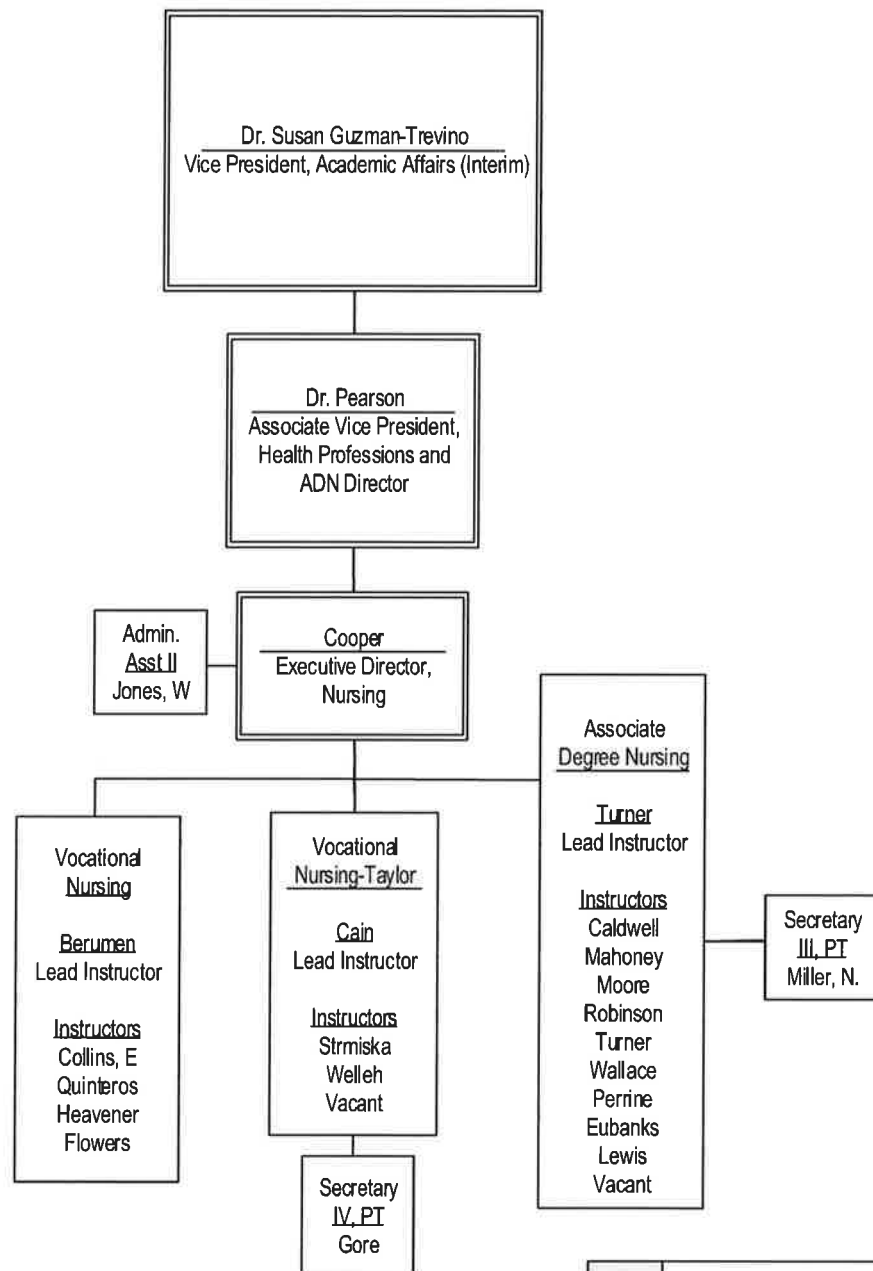 Dr. Susan Guzman-Trevino
Vice President, Academic Affairs (Interim)
Dr. Pearson
Associate Vice President,
Health Professions and
ADN Director
Admin.
Asst II
Jones, W
Cooper
Executive Director,
Nursing
Vocational
Nursing
Berumen
Lead Instructor
Instructors
Collins, E
Quinteros
Heavener
Flowers
Vocational
Nursing-Taylor
Cain
Lead Instructor
Instructors
Strmiska
Welleh
Vacant
Secretary
IV, PT
Gore
Associate
Degree Nursing
Turner
Lead Instructor
Instructors
Caldwell
Mahoney
Moore
Robinson
Turner
Wallace
Perrine
Eubanks
Lewis
Vacant
Secretary
III, PT
Miller, N.